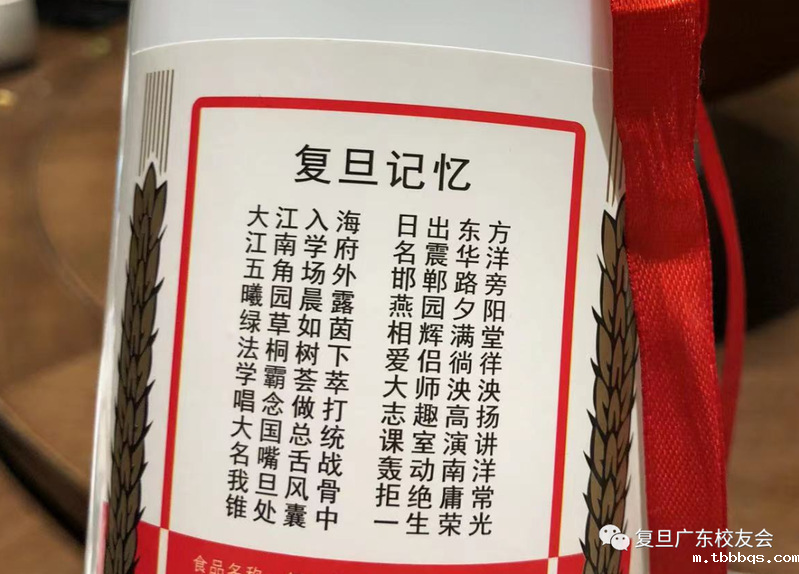 复旦记忆
大江入海 日出东方
江南学府 名震华洋
五角场外 邯郸路旁
曦园晨露 燕园夕阳
绿草如茵 相辉满堂
法桐树下 爱侣徜徉
学霸荟萃 大师泱泱
唱念做打 志趣高扬
大国总统 课室演讲
名嘴舌战 轰动南洋
我旦风骨 拒绝庸常
锥处囊中 一生荣光
食品名称
复旦广东校友会
m.tbbbqs.com